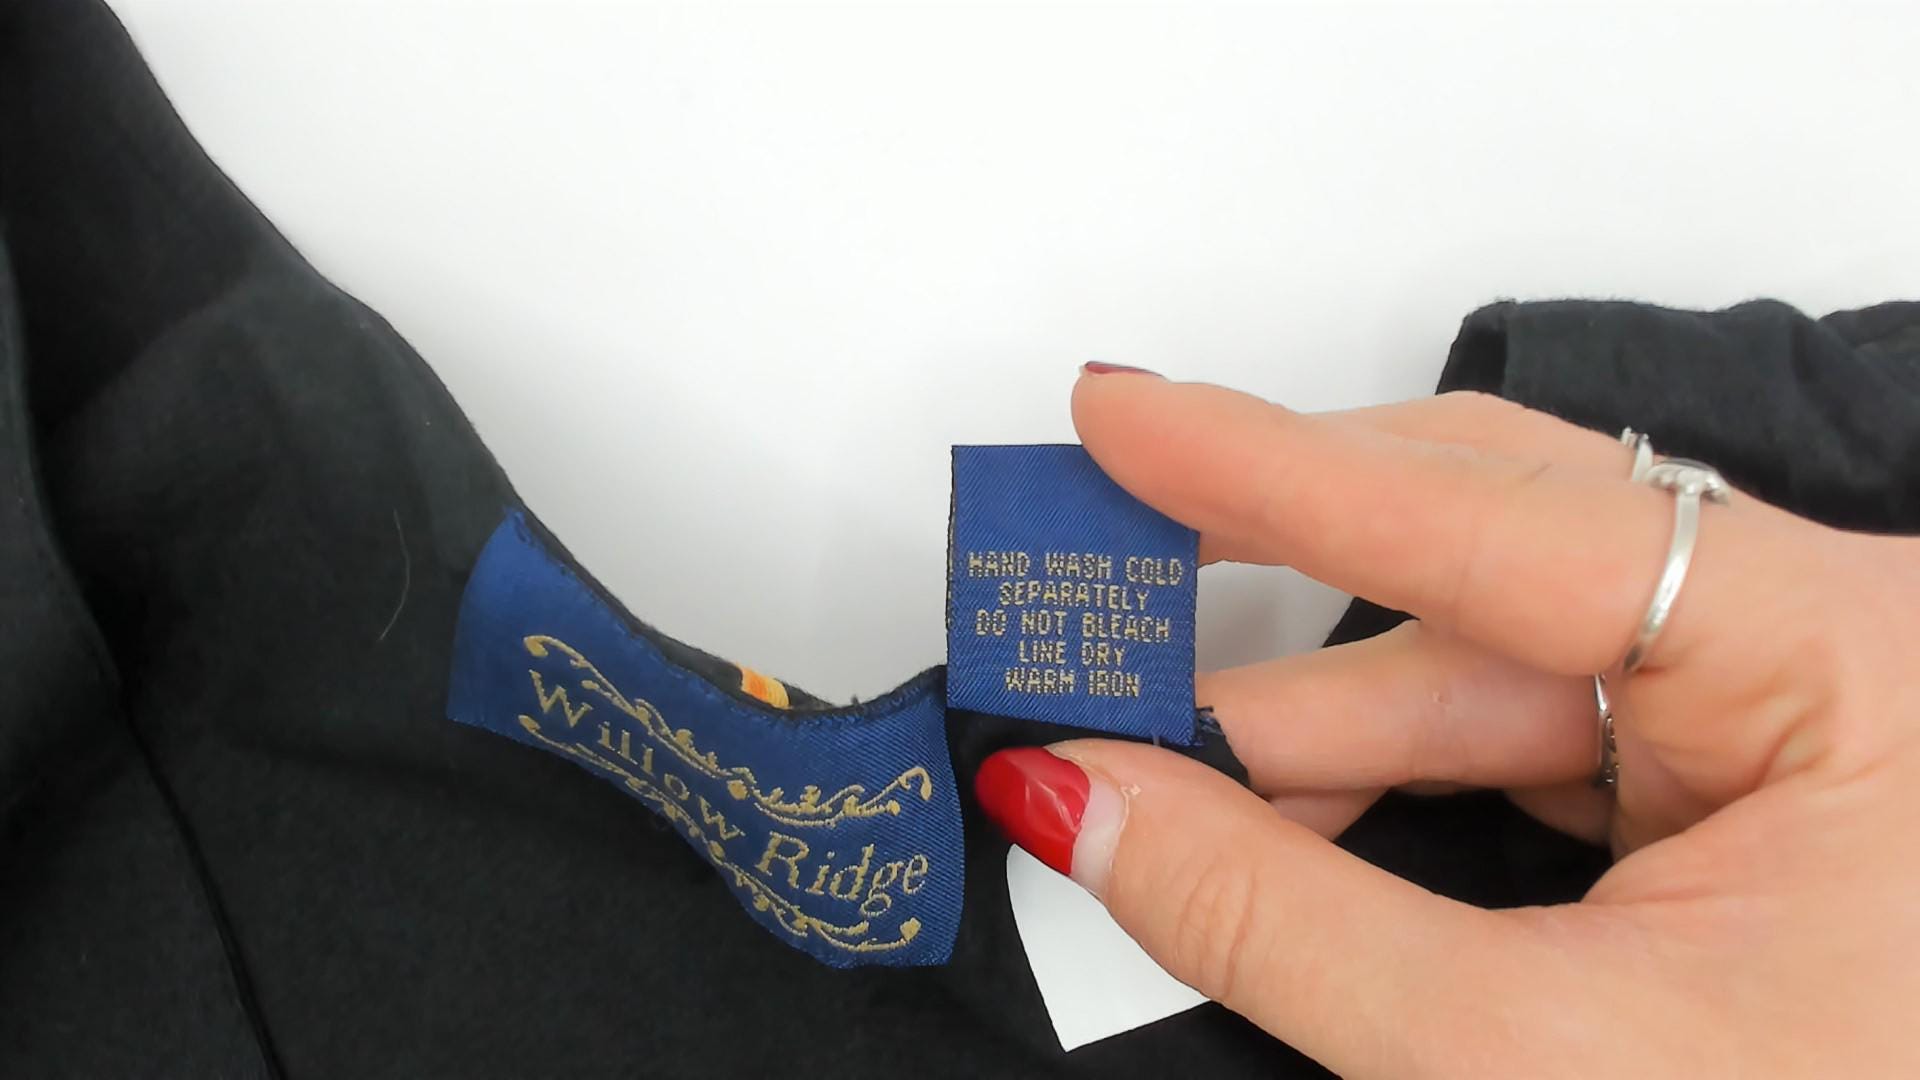 Willow Ridge
HAND WASH COLD
SEPARATELY
DO NOT BLEACH
LINE DRY
WARM IRON